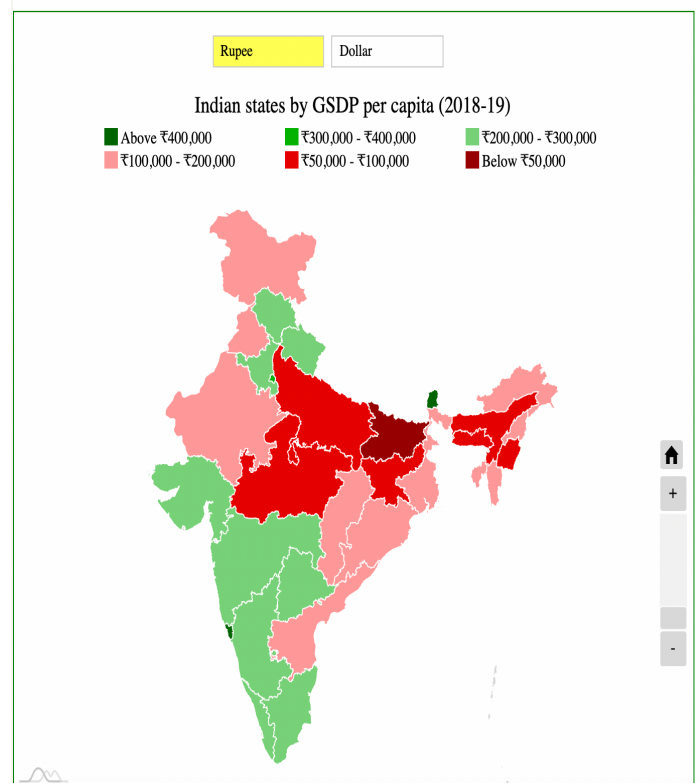 Rupee
Dollar
Indian states by GSDP per capita (2018-19)
Above ₹400,000
₹300,000 - ₹400,000
₹200,000 - ₹300,000
₹100,000 - ₹200,000
₹50,000 - ₹100,000
Below ₹50,000
+
-